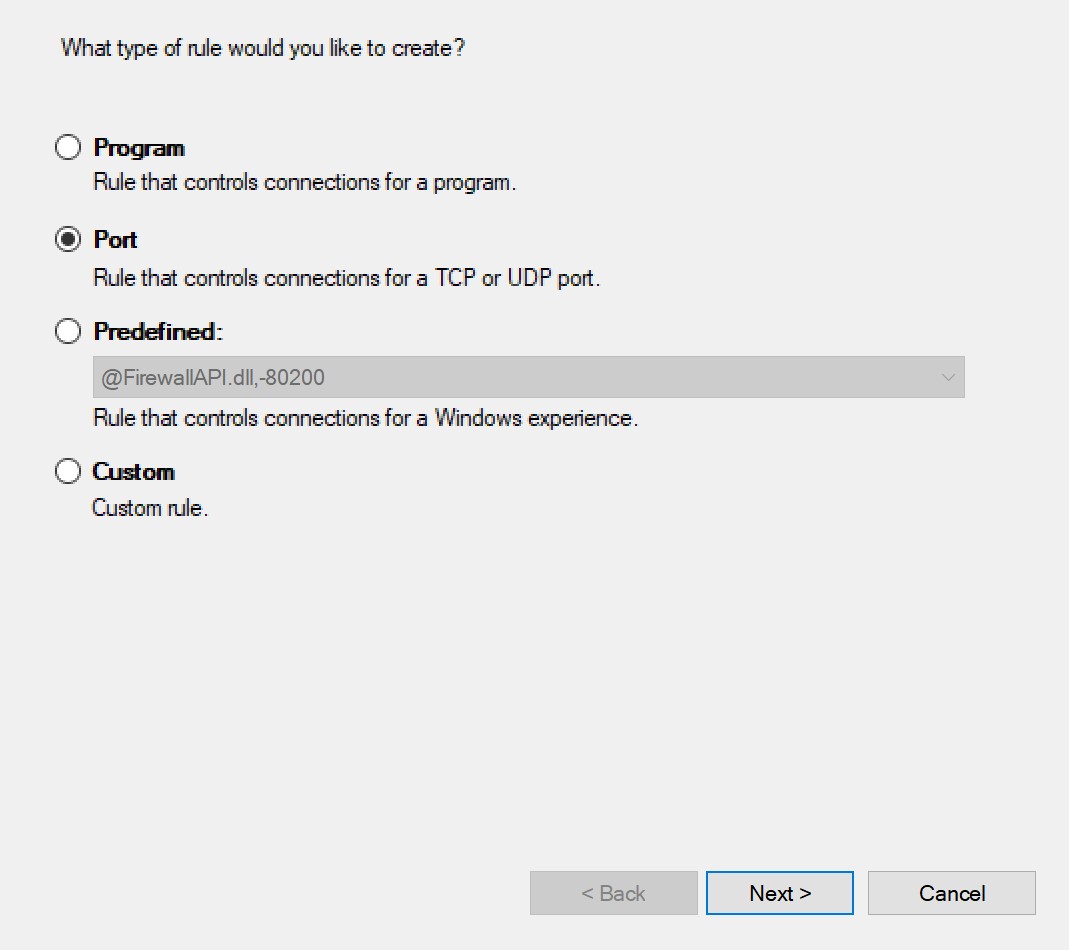 What type of rule would you like to create?
Program
Rule that controls connections for a program.
Port
Rule that controls connections for a TCP or UDP port.
Predefined:
@FirewallAPI.dll,-80200
Rule that controls connections for a Windows experience.
Custom
Custom rule.
< Back Next > Cancel